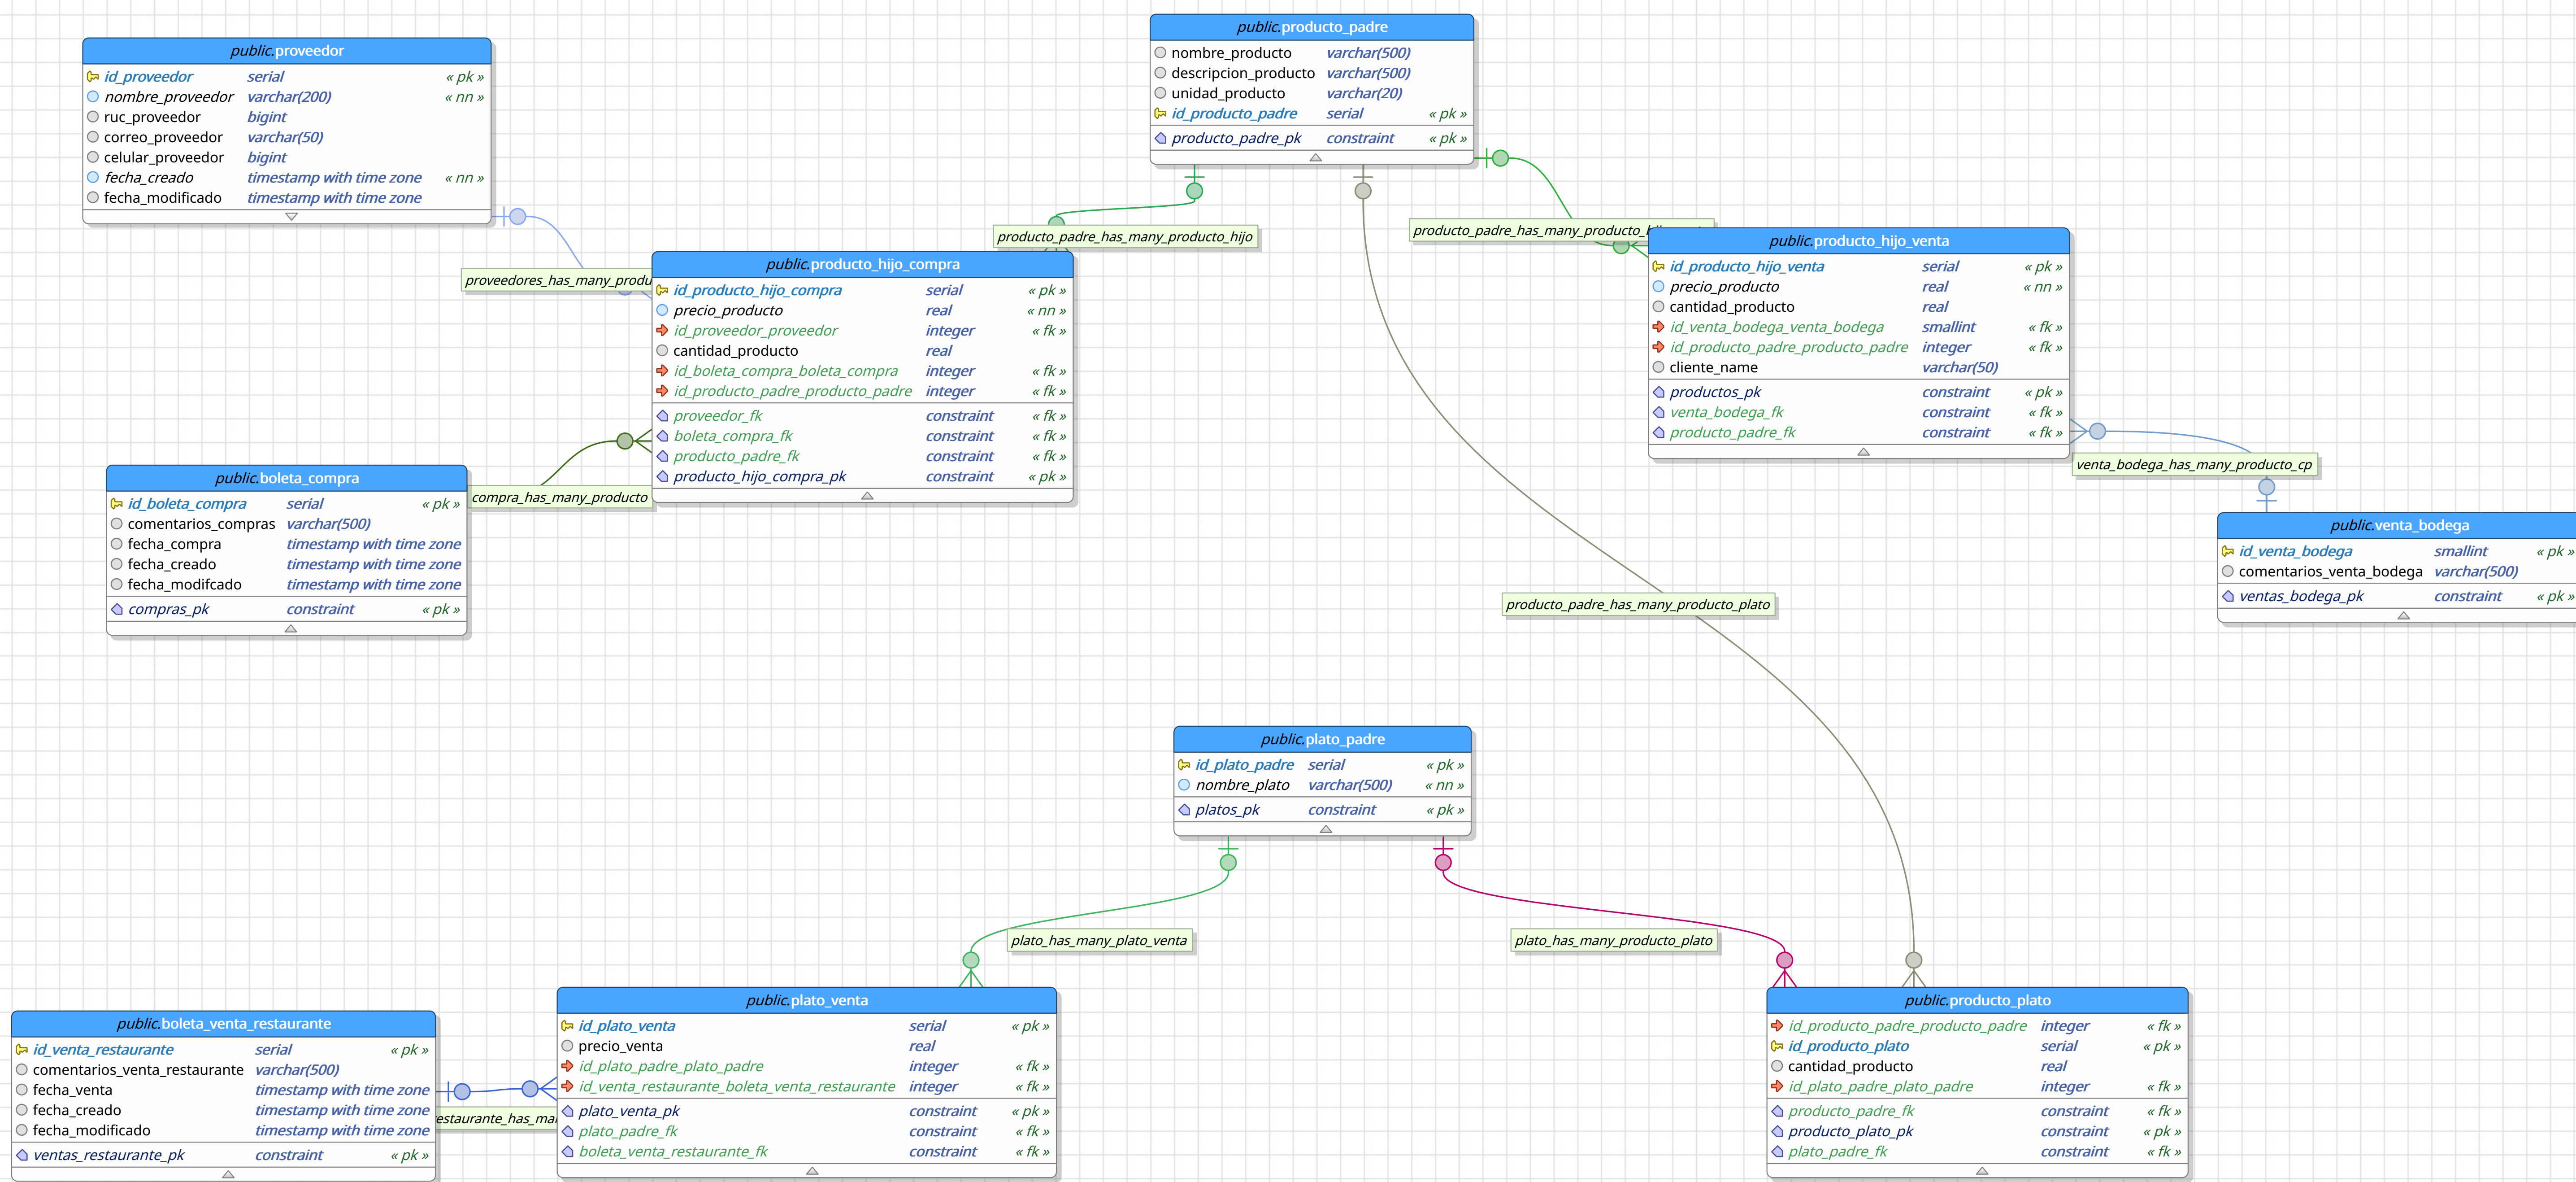 public.proveedor
id_proveedor serial « pk »
nombre_proveedor varchar(200) « nn »
ruc_proveedor bigint
correo_proveedor varchar(50)
celular_proveedor bigint
fecha_creado timestamp with time zone « nn »
fecha_modificado timestamp with time zone
public.producto_padre
nombre_producto varchar(500)
descripcion_producto varchar(500)
unidad_producto varchar(20)
id_producto_padre serial « pk »
producto_padre_pk constraint « pk »
producto_padre_has_many_producto_hijo
producto_padre_has_many_producto_
proveedores_has_many_produ
public.producto_hijo_compra
id_producto_hijo_compra serial « pk »
precio_producto real « nn »
id_proveedor_proveedor integer « fk »
cantidad_producto real
id_boleta_compra_boleta_compra integer « fk »
id_producto_padre_producto_padre integer « fk »
proveedor_fk constraint « fk »
boleta_compra_fk constraint « fk »
producto_padre_fk constraint « fk »
producto_hijo_compra_pk constraint « pk »
public.producto_hijo_venta
id_producto_hijo_venta serial « pk »
precio_producto real « nn »
cantidad_producto real
id_venta_bodega_venta_bodega smallint « fk »
id_producto_padre_producto_padre integer « fk »
cliente_name varchar(50)
productos_pk constraint « pk »
venta_bodega_fk constraint « fk »
producto_padre_fk constraint « fk »
venta_bodega_has_many_producto_cp
public.boleta_compra
id_boleta_compra serial « pk »
comentarios_compras varchar(500)
fecha_compra timestamp with time zone
fecha_creado timestamp with time zone
fecha_modifcado timestamp with time zone
compras_pk constraint « pk »
compra_has_many_producto
public.venta_bodega
id_venta_bodega smallint « pk »
comentarios_venta_bodega varchar(500)
ventas_bodega_pk constraint « pk »
producto_padre_has_many_producto_plato
public.plato_padre
id_plato_padre serial « pk »
nombre_plato varchar(500) « nn »
platos_pk constraint « pk »
plato_has_many_plato_venta
plato_has_many_producto_plato
public.boleta_venta_restaurante
id_venta_restaurante serial « pk »
comentarios_venta_restaurante varchar(500)
fecha_venta timestamp with time zone
fecha_creado timestamp with time zone
fecha_modificado timestamp with time zone
ventas_restaurante_pk constraint « pk »
estaurante_has_ma
public.plato_venta
id_plato_venta serial « pk »
precio_venta real
id_plato_padre_plato_padre integer « fk »
id_venta_restaurante_boleta_venta_restaurante integer « fk »
plato_venta_pk constraint « pk »
plato_padre_fk constraint « fk »
boleta_venta_restaurante_fk constraint « fk »
public.producto_plato
id_producto_padre_producto_padre integer « fk »
id_producto_plato serial « pk »
cantidad_producto real
id_plato_padre_plato_padre integer « fk »
producto_padre_fk constraint « fk »
producto_plato_pk constraint « pk »
plato_padre_fk constraint « fk »